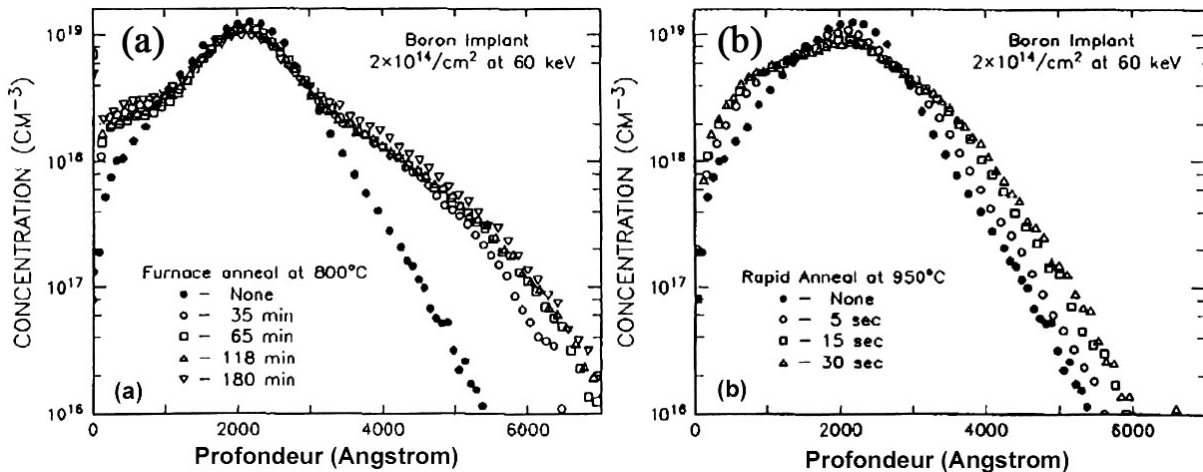 (a)
Boron Implant
2×10¹⁴/cm² at 60 keV
CONCENTRATION (CM⁻³)
10¹⁹
10¹⁸
10¹⁷
10¹⁶
Furnace anneal at 800°C
● – None
○ – 35 min
□ – 65 min
△ – 118 min
▽ – 180 min
(a)
0 2000 4000 6000
Profondeur (Angstrom)
(b)
Boron Implant
2×10¹⁴/cm² at 60 keV
CONCENTRATION (CM⁻³)
10¹⁹
10¹⁸
10¹⁷
10¹⁶
Rapid Anneal at 950°C
● – None
○ – 5 sec
□ – 15 sec
△ – 30 sec
(b)
0 2000 4000 6000
Profondeur (Angstrom)